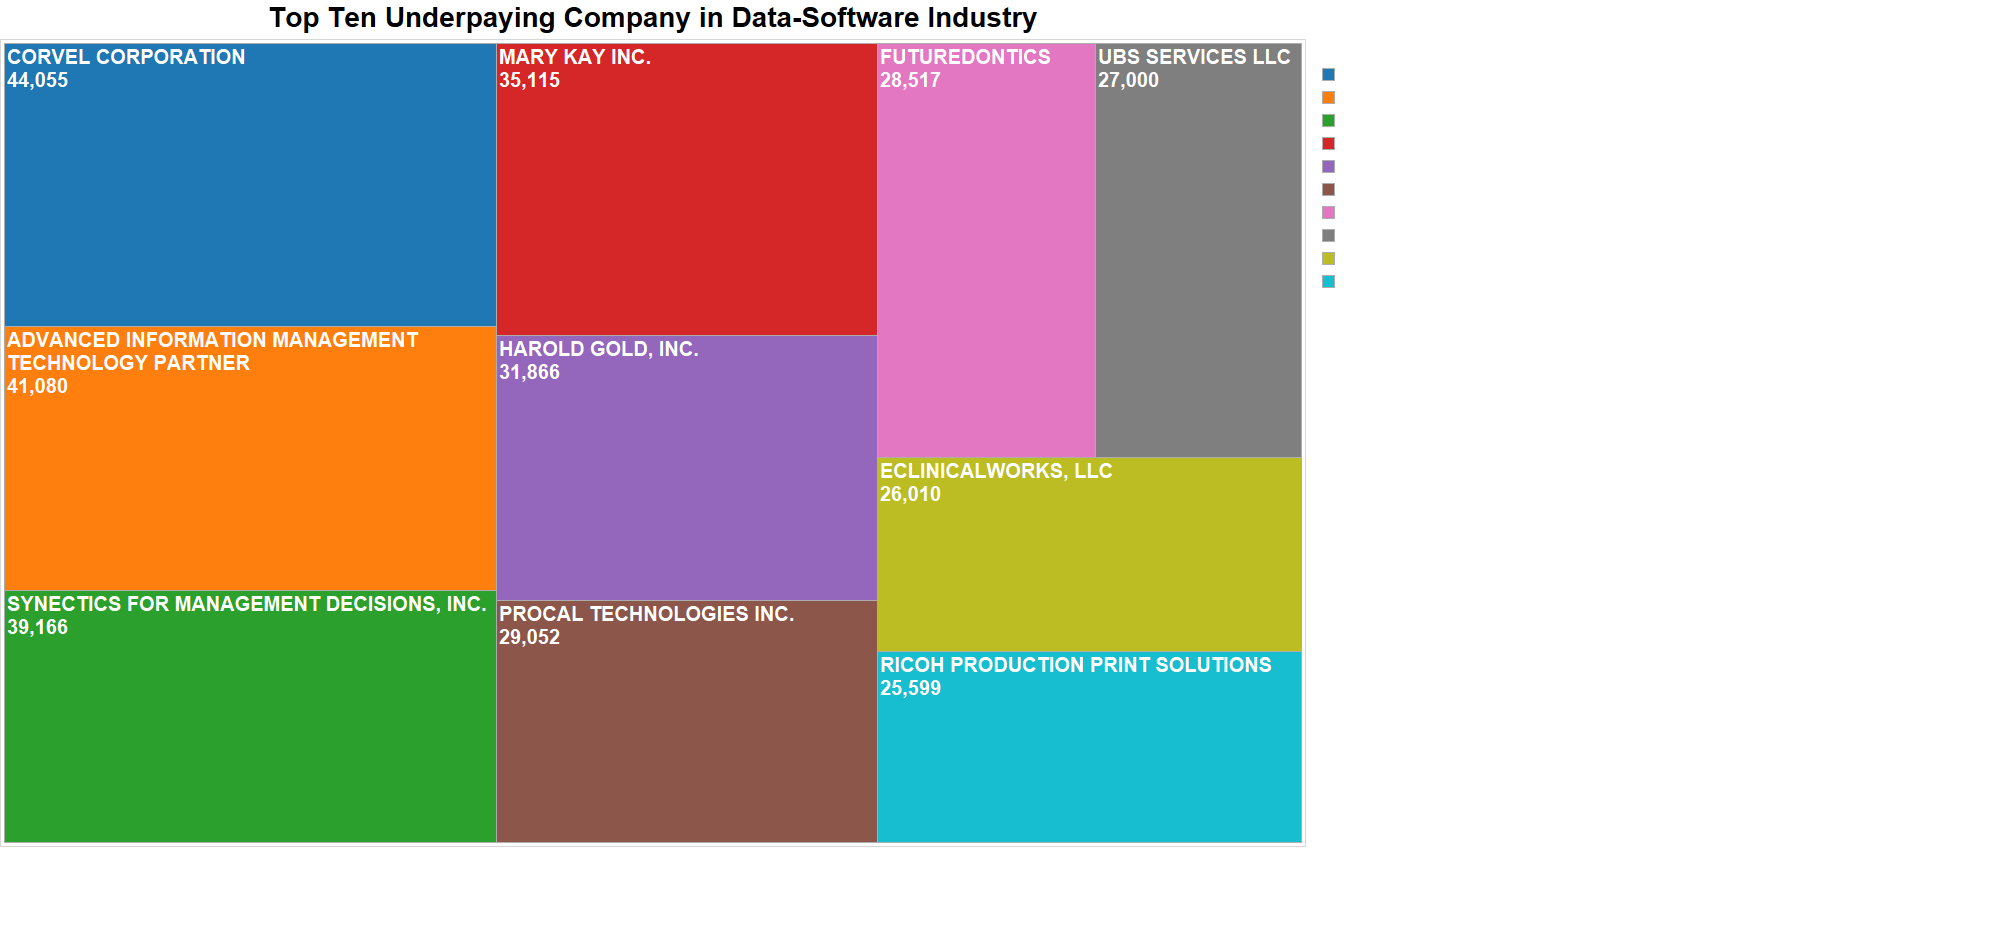 Top Ten Underpaying Company in Data-Software Industry
CORVEL CORPORATION
44,055
ADVANCED INFORMATION MANAGEMENT
TECHNOLOGY PARTNER
41,080
SYNECTICS FOR MANAGEMENT DECISIONS, INC.
39,166
MARY KAY INC.
35,115
HAROLD GOLD, INC.
31,866
PROCAL TECHNOLOGIES INC.
29,052
FUTUREDONTICS
28,517
UBS SERVICES LLC
27,000
ECLINICALWORKS, LLC
26,010
RICOH PRODUCTION PRINT SOLUTIONS
25,599